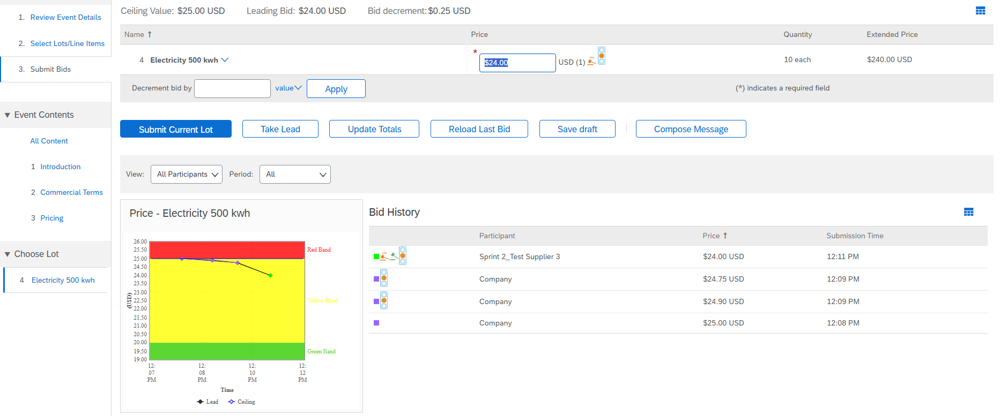 Ceiling Value: $25.00 USD Leading Bid: $24.00 USD Bid decrement: $0.25 USD
1. Review Event Details
2. Select Lots/Line Items
3. Submit Bids
▼ Event Contents
All Content
1 Introduction
2 Commercial Terms
3 Pricing
▼ Choose Lot
4 Electricity 500 kwh
Name ↑ Price Quantity Extended Price
4 Electricity 500 kwh * $24.00 USD (1) 10 each $240.00 USD
Decrement bid by value Apply (*) indicates a required field
Submit Current Lot Take Lead Update Totals Reload Last Bid Save draft Compose Message
View: All Participants Period: All
Price - Electricity 500 kwh
26.00
25.50
25.00
24.50
24.00
23.50
23.00
22.50
22.00
21.50
21.00
20.50
20.00
19.50
19.00
(USD)
Red Band
Yellow Band
Green Band
12:07 PM
12:08 PM
12:10 PM
12:12 PM
Time
Lead Ceiling
Bid History
Participant Price ↑ Submission Time
Sprint 2_Test Supplier 3 $24.00 USD 12:11 PM
Company $24.75 USD 12:09 PM
Company $24.90 USD 12:09 PM
Company $25.00 USD 12:08 PM